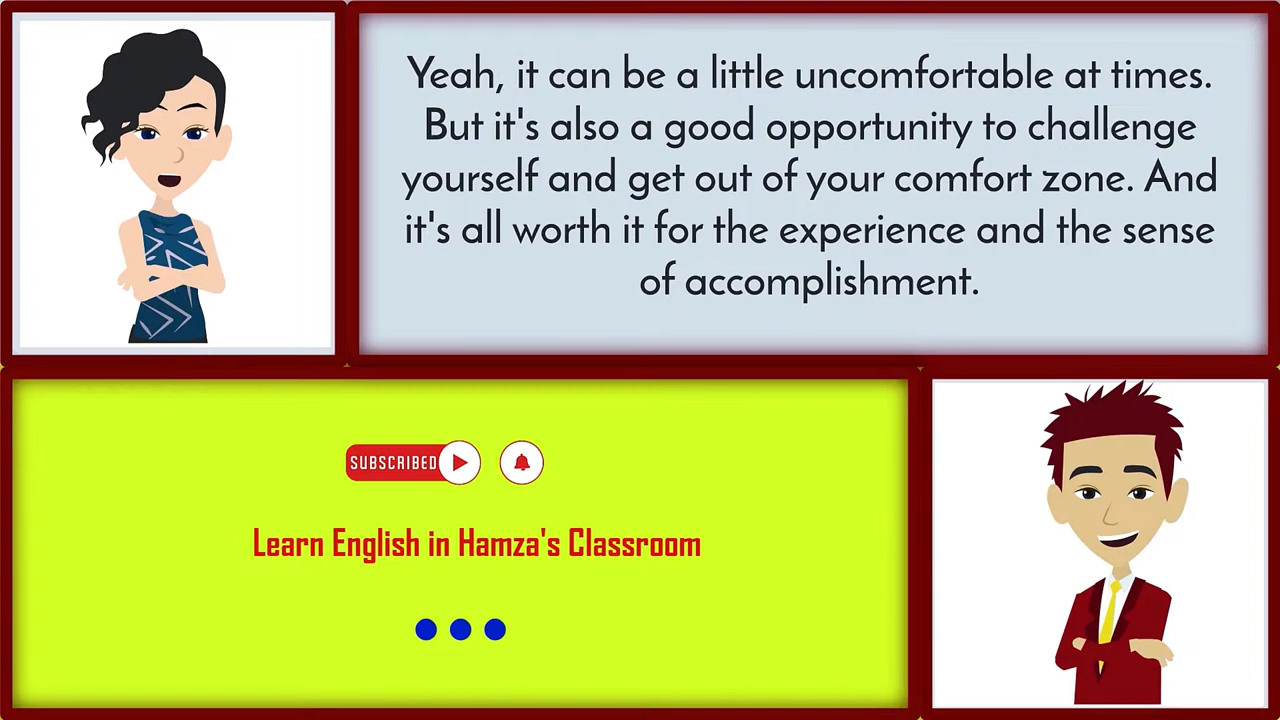 Yeah, it can be a little uncomfortable at times.
But it's also a good opportunity to challenge
yourself and get out of your comfort zone. And
it's all worth it for the experience and the sense
of accomplishment.
SUBSCRIBED
Learn English in Hamza's Classroom